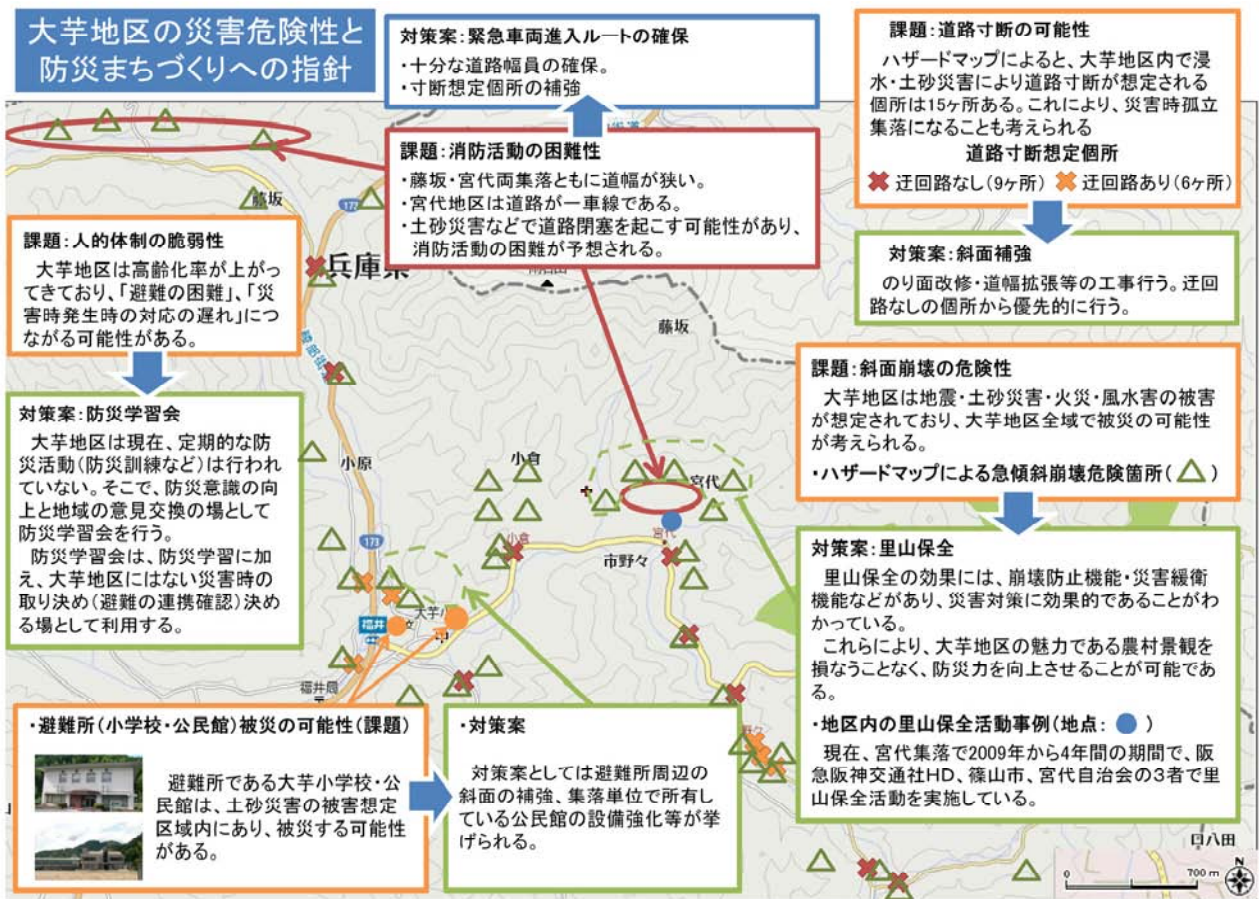 大芋地区の災害危険性と
防災まちづくりへの指針
対策案：緊急車両進入ルートの確保
・十分な道路幅員の確保。
・寸断想定個所の補強
課題：道路寸断の可能性
ハザードマップによると、大芋地区内で浸
水・土砂災害により道路寸断が想定される
個所は15ヶ所ある。これにより、災害時孤立
集落になることも考えられる
道路寸断想定個所
迂回路なし（9ヶ所）
迂回路あり（6ヶ所）
課題：消防活動の困難性
・藤坂・宮代両集落ともに道幅が狭い。
・宮代地区は道路が一車線である。
・土砂災害などで道路閉塞を起こす可能性があり、
消防活動の困難が予想される。
対策案：斜面補強
のり面改修・道幅拡張等の工事行う。迂回
路なしの個所から優先的に行う。
課題：人的体制の脆弱性
大芋地区は高齢化率が上がっ
てきており、「避難の困難」、「災
害時発生時の対応の遅れ」につ
ながる可能性がある。
対策案：防災学習会
大芋地区は現在、定期的な防
災活動（防災訓練など）は行われ
ていない。そこで、防災意識の向
上と地域の意見交換の場として
防災学習会を行う。
防災学習会は、防災学習に加
え、大芋地区にはない災害時の
取り決め（避難の連携確認）決め
る場として利用する。
課題：斜面崩壊の危険性
大芋地区は地震・土砂災害・火災・風水害の被害
が想定されており、大芋地区全域で被災の可能性
が考えられる。
・ハザードマップによる急傾斜崩壊危険箇所（△）
対策案：里山保全
里山保全の効果には、崩壊防止機能・災害緩衝
機能などがあり、災害対策に効果的であることがわ
かっている。
これらにより、大芋地区の魅力である農村景観を
損なうことなく、防災力を向上させることが可能であ
る。
・地区内の里山保全活動事例（地点：●）
現在、宮代集落で2009年から4年間の期間で、阪
急阪神交通社HD、篠山市、宮代自治会の3者で里
山保全活動を実施している。
・避難所（小学校・公民館）被災の可能性（課題）
避難所である大芋小学校・公
民館は、土砂災害の被害想定
区域内にあり、被災する可能性
がある。
・対策案
対策案としては避難所周辺の
斜面の補強、集落単位で所有し
ている公民館の設備強化等が挙
げられる。
藤坂
173
兵庫県
藤坂
小原
小倉
宮代
小倉
宮代
市野々
173
大芋小
福井
口八田
0
700 m
N